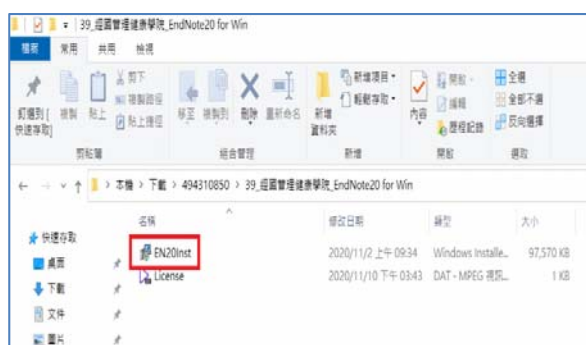 39_經國管理健康學院_EndNote20 for Win
檔案 常用 共用 檢視
釘選到 [快速存取] 複製 貼上 剪下 複製路徑 貼上捷徑
移至 複製到 刪除 重新命名
新增資料夾 新增項目 輕鬆存取
內容 開啟 編輯 歷程記錄
全選 全部不選 反向選擇
剪貼簿 組合管理 新增 開啟 選取
本機 > 下載 > 494310850 > 39_經國管理健康學院_EndNote20 for Win
名稱 修改日期 類型 大小
快速存取
桌面
下載
文件
圖片
EN20Inst 2020/11/2 上午 09:34 Windows Installe... 97,570 KB
License 2020/11/10 下午 03:43 DAT - MPEG 視訊... 1 KB